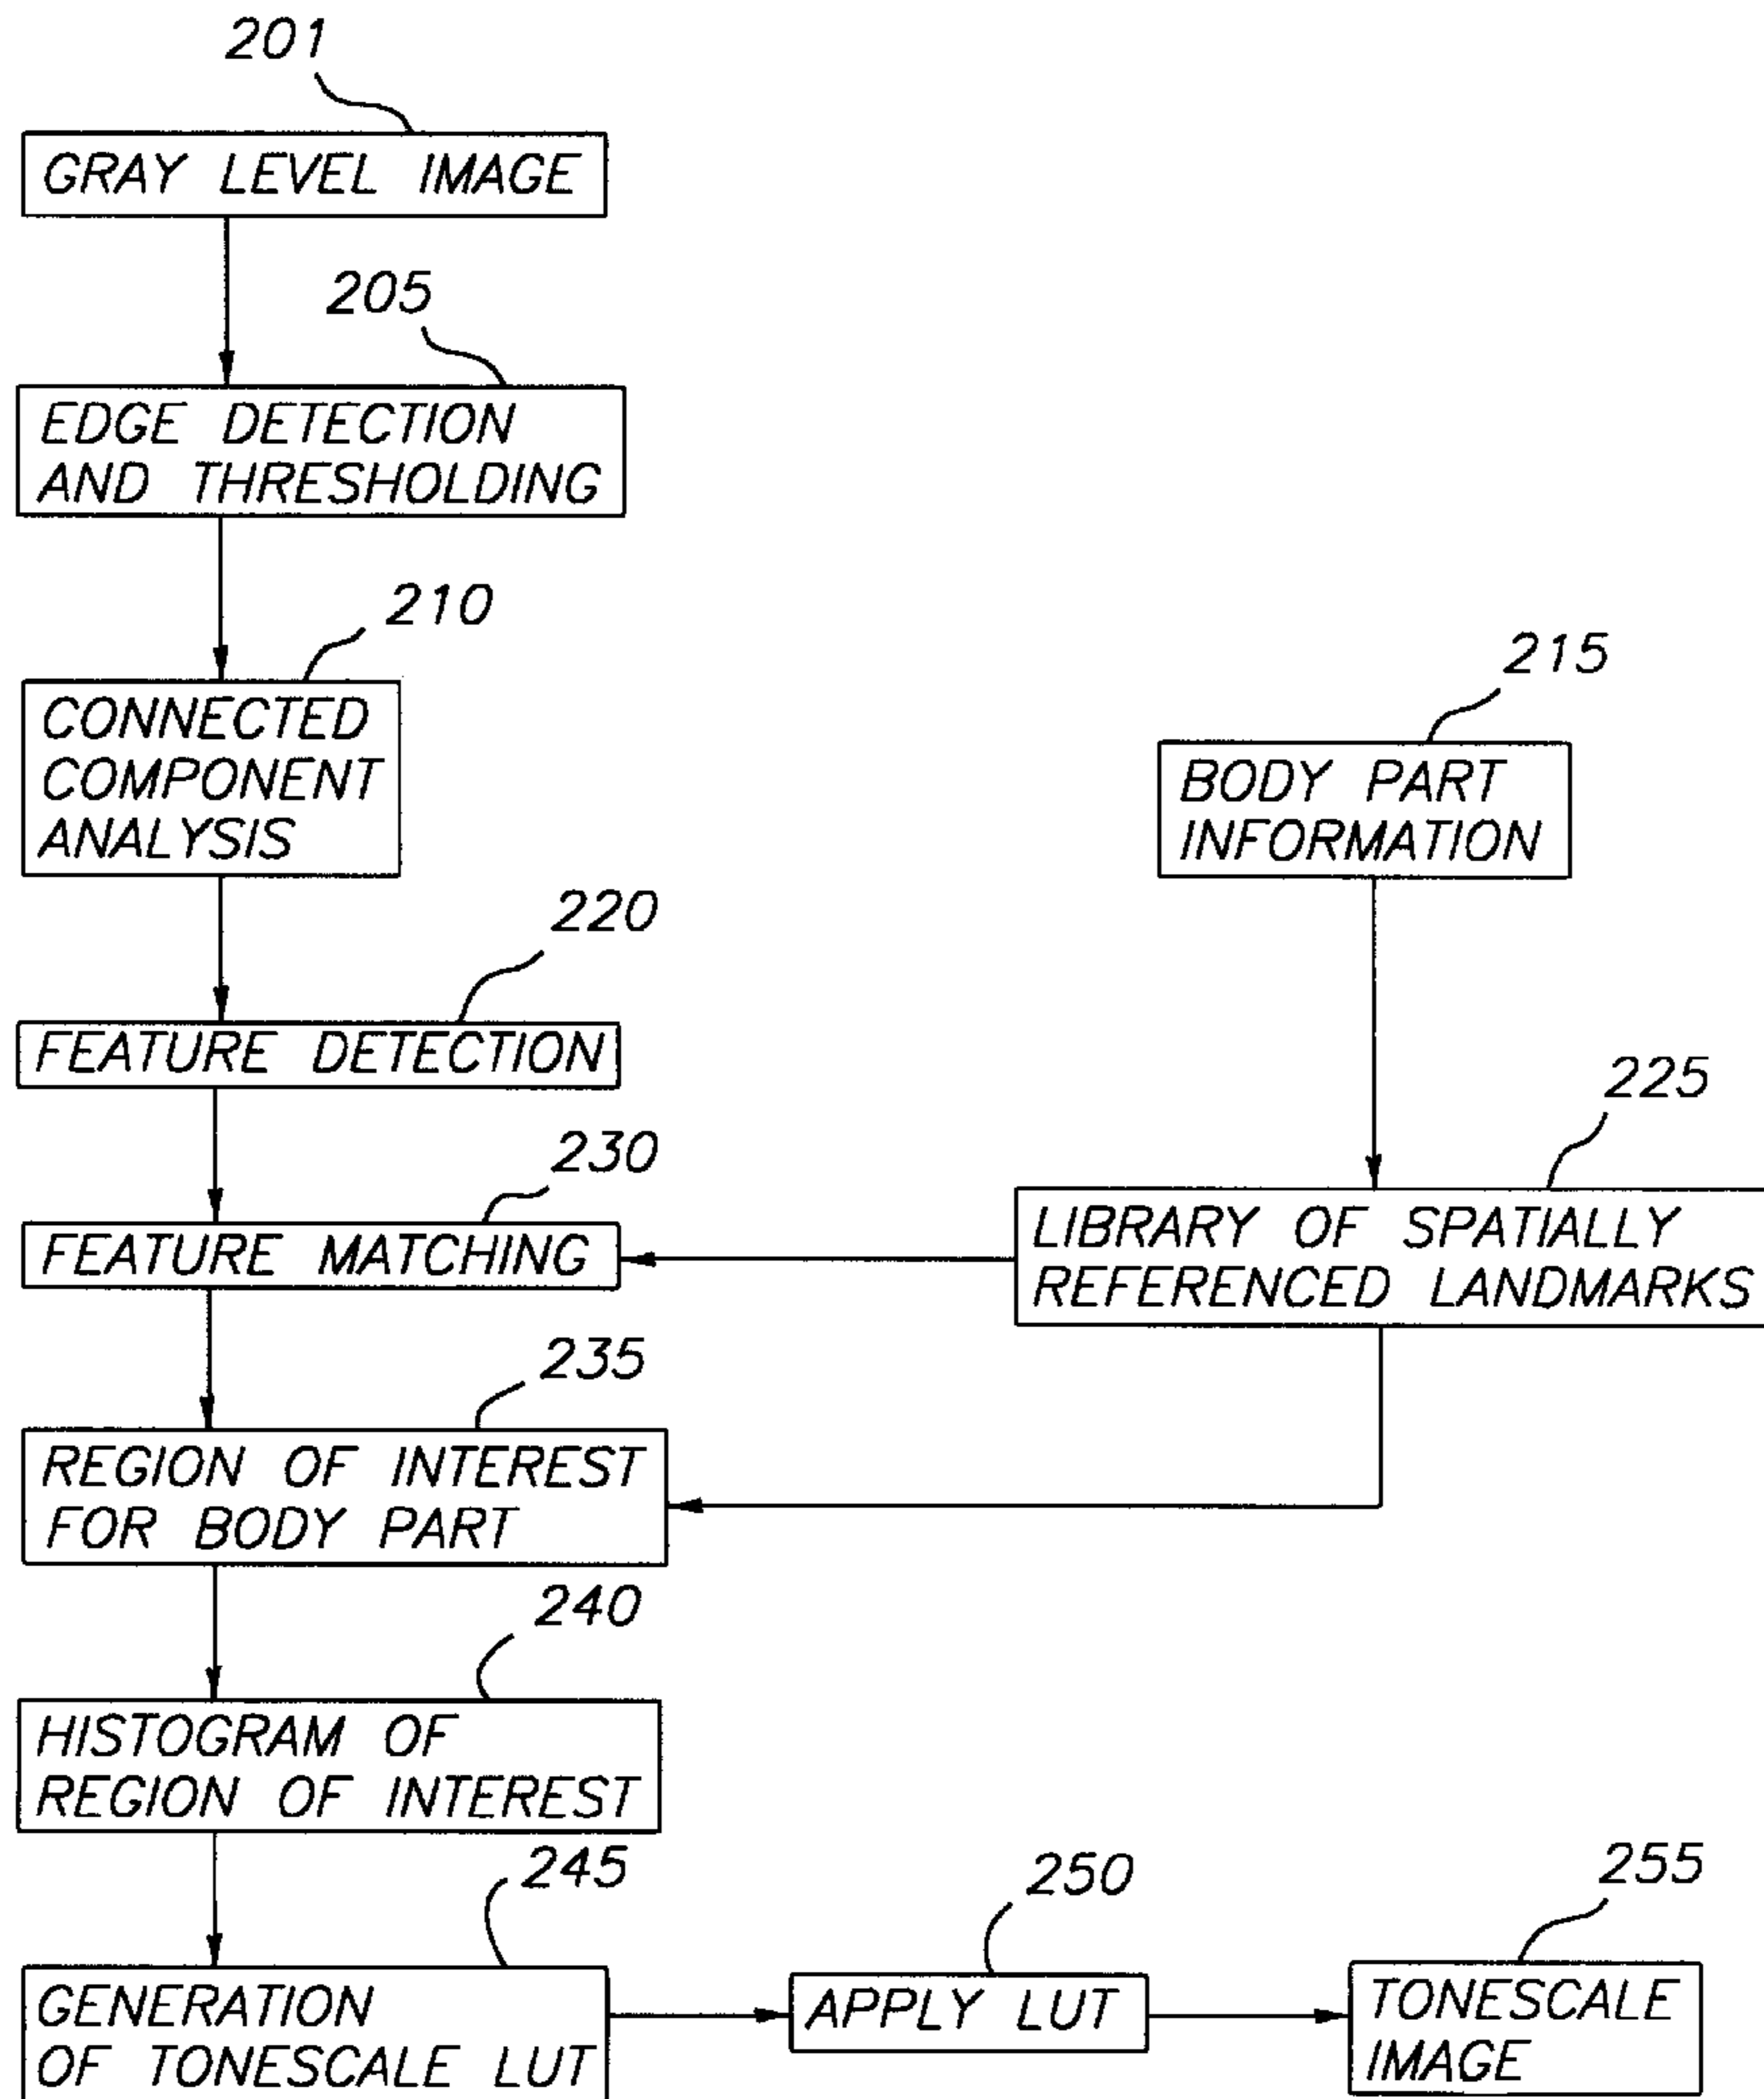 201
GRAY LEVEL IMAGE
205
EDGE DETECTION
AND THRESHOLDING
210
CONNECTED
COMPONENT
ANALYSIS
215
BODY PART
INFORMATION
220
FEATURE DETECTION
225
LIBRARY OF SPATIALLY
REFERENCED LANDMARKS
230
FEATURE MATCHING
235
REGION OF INTEREST
FOR BODY PART
240
HISTOGRAM OF
REGION OF INTEREST
245
GENERATION
OF TONESCALE LUT
250
APPLY LUT
255
TONESCALE
IMAGE